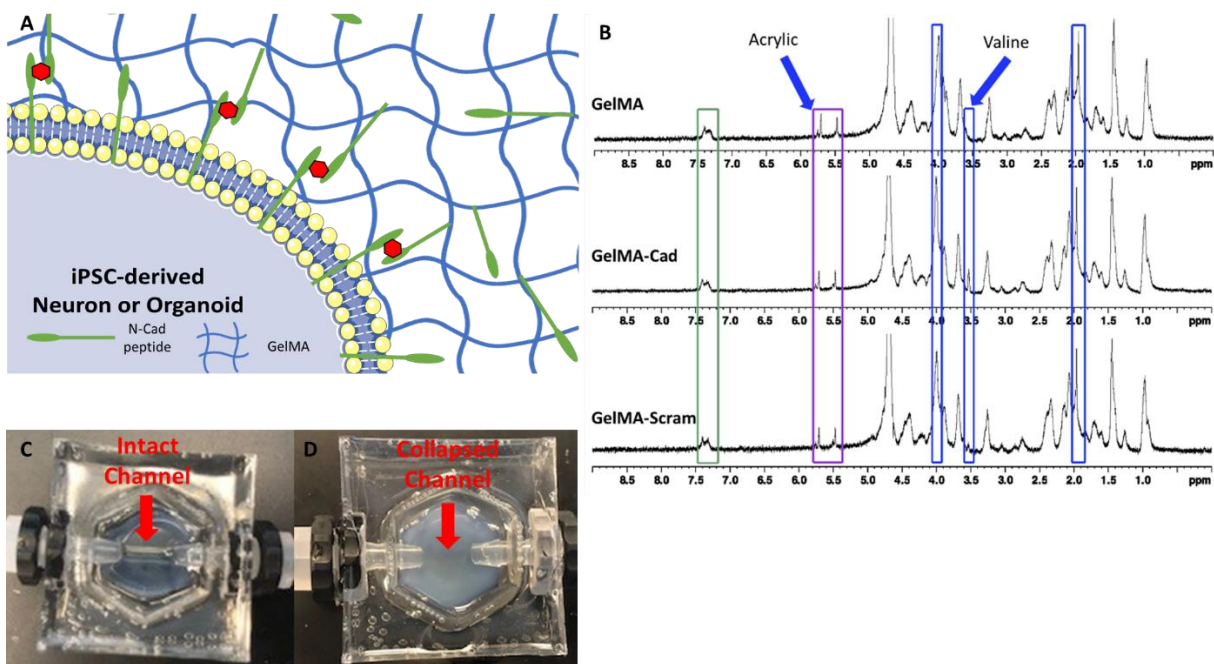 A
iPSC-derived
Neuron or Organoid
N-Cad
peptide
GelMA
B
Acrylic
Valine
GelMA
8.5 8.0 7.5 7.0 6.5 6.0 5.5 5.0 4.5 4.0 3.5 3.0 2.5 2.0 1.5 1.0 ppm
GelMA-Cad
8.5 8.0 7.5 7.0 6.5 6.0 5.5 5.0 4.5 4.0 3.5 3.0 2.5 2.0 1.5 1.0 ppm
GelMA-Scram
8.5 8.0 7.5 7.0 6.5 6.0 5.5 5.0 4.5 4.0 3.5 3.0 2.5 2.0 1.5 1.0 ppm
C
Intact
Channel
D
Collapsed
Channel